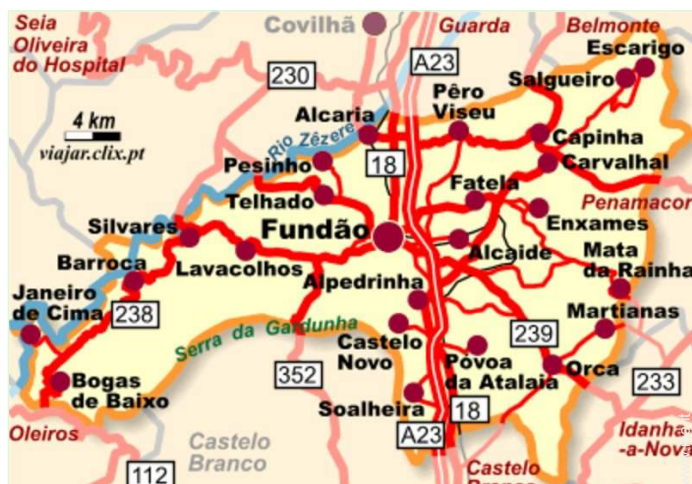 Seia
Oliveira
do Hospital
Covilhã
Guarda
Belmonte
230
A23
Escarigo
Salgueiro
4 km
viajar.clix.pt
Rio Zêzere
Alcaria
Pêro
Viseu
Capinha
Carvalhal
Pesinho
18
Fatela
Telhado
Penamacor
Silvares
Fundão
Enxames
Alcaide
Lavacolhos
Mata
da Rainha
Barroca
Alpedrinha
Janeiro
de Cima
238
Martianas
Serra da Gardunha
Castelo
Novo
239
Póvoa
da Atalaia
Orca
352
233
Bogas
de Baixo
Soalheira
18
Oleiros
A23
Idanha-
-a-Nova
Castelo
Branco
112
Castelo